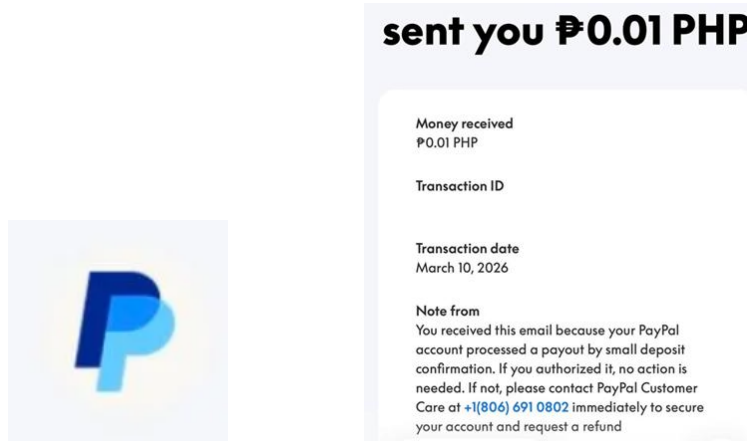 sent you ₱0.01 PHP
Money received
₱0.01 PHP
Transaction ID
Transaction date
March 10, 2026
Note from
You received this email because your PayPal
account processed a payout by small deposit
confirmation. If you authorized it, no action is
needed. If not, please contact PayPal Customer
Care at +1(806) 691 0802 immediately to secure
your account and request a refund